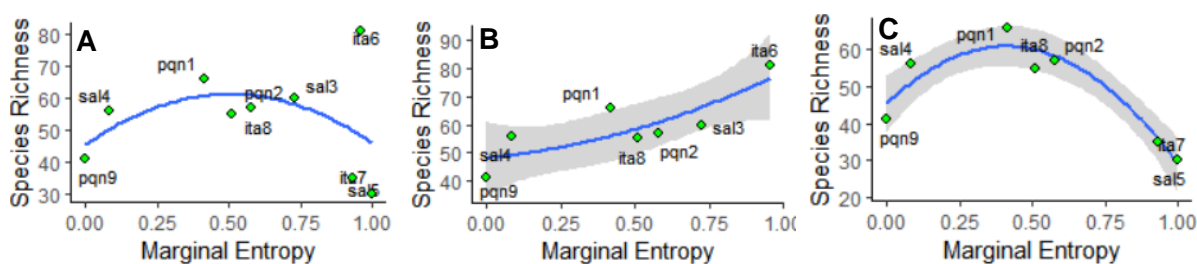 A
Species Richness
80
70
60
50
40
30
ita6
pqn1
sal4
pqn2
sal3
ita8
pqn9
ita7
sal5
0.00
0.25
0.50
0.75
1.00
Marginal Entropy
B
Species Richness
90
80
70
60
50
40
ita6
pqn1
sal4
sal3
ita8
pqn2
pqn9
0.00
0.25
0.50
0.75
Marginal Entropy
C
Species Richness
60
50
40
30
20
pqn1
sal4
ita8
pqn2
pqn9
ita7
sal5
0.00
0.25
0.50
0.75
1.00
Marginal Entropy